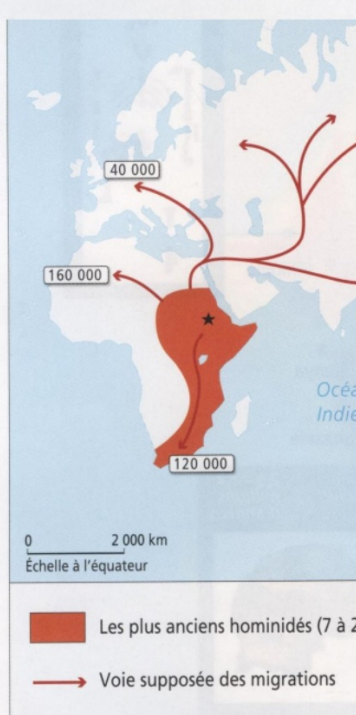 40 000
160 000
Océa
Indie
120 000
0 2 000 km
Échelle à l'équateur
Les plus anciens hominidés (7 à 2
Voie supposée des migrations